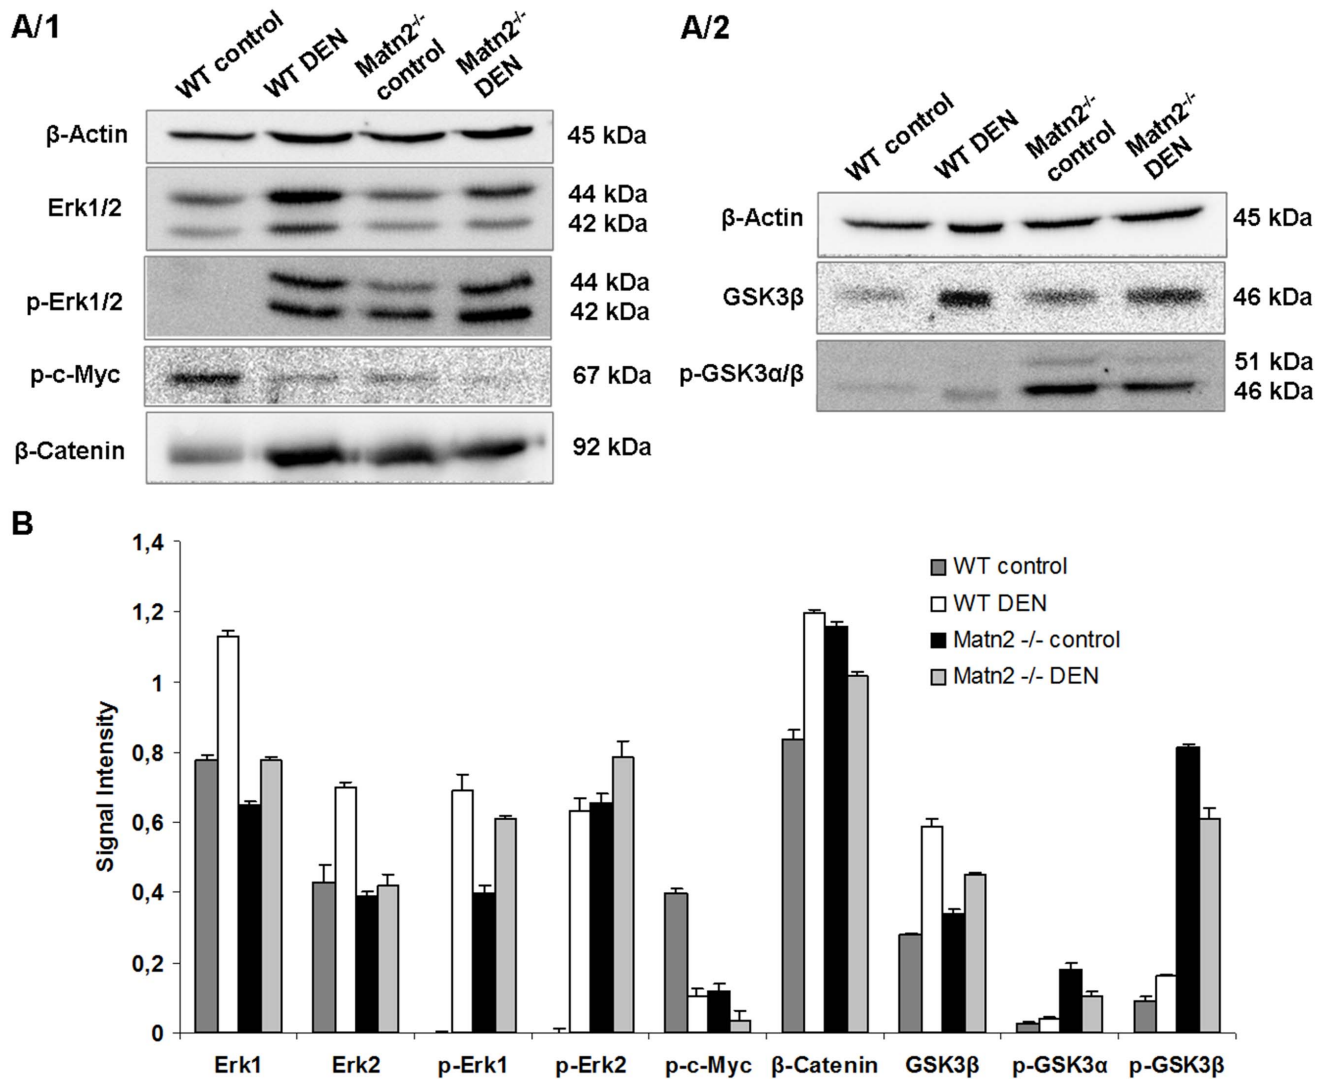 A/1
WT control
WT DEN
Matn2-/-
control
Matn2-/-
DEN
β-Actin
45 kDa
Erk1/2
44 kDa
42 kDa
p-Erk1/2
44 kDa
42 kDa
p-c-Myc
67 kDa
β-Catenin
92 kDa
A/2
WT control
WT DEN
Matn2-/-
control
Matn2-/-
DEN
β-Actin
45 kDa
GSK3β
46 kDa
p-GSK3α/β
51 kDa
46 kDa
B
1,4
1,2
1
0,8
0,6
0,4
0,2
0
Signal Intensity
WT control
WT DEN
Matn2 -/- control
Matn2 -/- DEN
Erk1 Erk2 p-Erk1 p-Erk2 p-c-Myc β-Catenin GSK3β p-GSK3α p-GSK3β